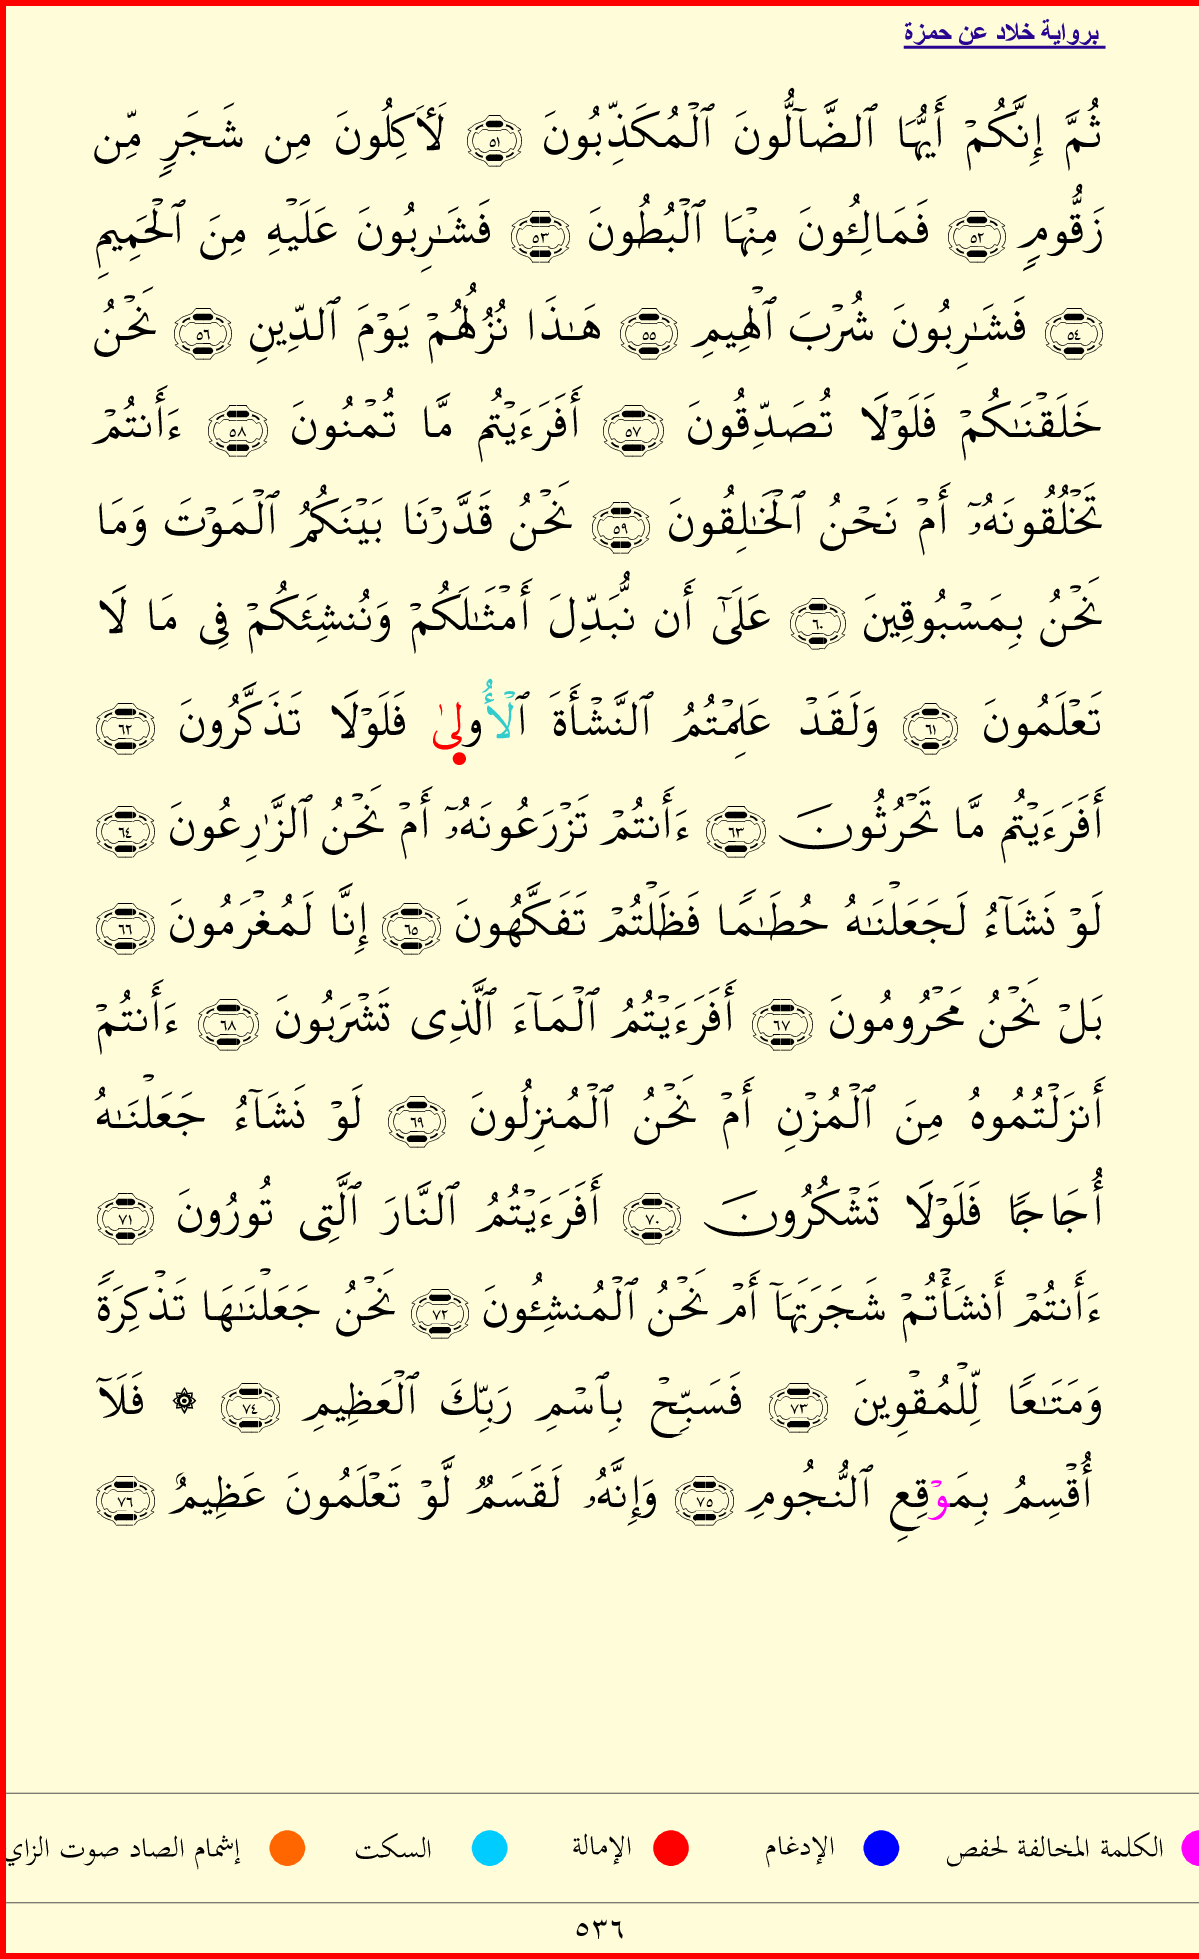 برواية خلاد عن حمزة
ثُمَّ إِنَّكُمْ أَيُّهَا ٱلضَّآلُّونَ ٱلْمُكَذِّبُونَ ٥١ لَأَكِلُونَ مِن شَجَرٍ مِّن
زَقُّومٍ ٥٢ فَمَالِـُٔونَ مِنْهَا ٱلْبُطُونَ ٥٣ فَشَـٰرِبُونَ عَلَيْهِ مِنَ ٱلْحَمِيمِ
٥٤ فَشَـٰرِبُونَ شُرْبَ ٱلْهِيمِ ٥٥ هَـٰذَا نُزُلُهُمْ يَوْمَ ٱلدِّينِ ٥٦ نَحْنُ
خَلَقْنَـٰكُمْ فَلَوْلَا تُصَدِّقُونَ ٥٧ أَفَرَءَيْتُم مَّا تُمْنُونَ ٥٨ ءَأَنتُمْ
تَخْلُقُونَهُۥٓ أَمْ نَحْنُ ٱلْخَـٰلِقُونَ ٥٩ نَحْنُ قَدَّرْنَا بَيْنَكُمُ ٱلْمَوْتَ وَمَا
نَحْنُ بِمَسْبُوقِينَ ٦٠ عَلَىٰٓ أَن نُّبَدِّلَ أَمْثَـٰلَكُمْ وَنُنشِئَكُمْ فِى مَا لَا
تَعْلَمُونَ ٦١ وَلَقَدْ عَلِمْتُمُ ٱلنَّشْأَةَ ٱلْأُولىٰ فَلَوْلَا تَذَكَّرُونَ ٦٢
أَفَرَءَيْتُم مَّا تَحْرُثُونَ ٦٣ ءَأَنتُمْ تَزْرَعُونَهُۥٓ أَمْ نَحْنُ ٱلزَّٰرِعُونَ ٦٤
لَوْ نَشَآءُ لَجَعَلْنَـٰهُ حُطَـٰمًا فَظَلْتُمْ تَفَكَّهُونَ ٦٥ إِنَّا لَمُغْرَمُونَ ٦٦
بَلْ نَحْنُ مَحْرُومُونَ ٦٧ أَفَرَءَيْتُمُ ٱلْمَآءَ ٱلَّذِى تَشْرَبُونَ ٦٨ ءَأَنتُمْ
أَنزَلْتُمُوهُ مِنَ ٱلْمُزْنِ أَمْ نَحْنُ ٱلْمُنزِلُونَ ٦٩ لَوْ نَشَآءُ جَعَلْنَـٰهُ
أُجَاجًا فَلَوْلَا تَشْكُرُونَ ٧٠ أَفَرَءَيْتُمُ ٱلنَّارَ ٱلَّتِى تُورُونَ ٧١
ءَأَنتُمْ أَنشَأْتُمْ شَجَرَتَهَآ أَمْ نَحْنُ ٱلْمُنشِـُٔونَ ٧٢ نَحْنُ جَعَلْنَـٰهَا تَذْكِرَةً
وَمَتَـٰعًا لِّلْمُقْوِينَ ٧٣ فَسَبِّحْ بِٱسْمِ رَبِّكَ ٱلْعَظِيمِ ٧٤ ۞ فَلَآ
أُقْسِمُ بِمَوْقِعِ ٱلنُّجُومِ ٧٥ وَإِنَّهُۥ لَقَسَمٌ لَّوْ تَعْلَمُونَ عَظِيمٌ ٧٦
الكلمة المخالفة لحفص الإدغام الإمالة السكت إشمام الصاد صوت الزاي
٥٣٦